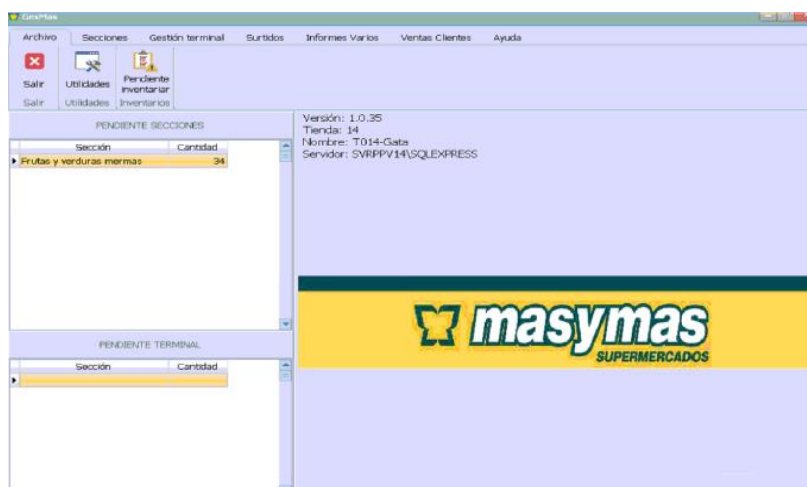 GesMas
Archivo Secciones Gestión terminal Surtidos Informes Varios Ventas Clientes Ayuda
Salir Utilidades Pendiente inventariar
Salir Utilidades Inventarios
PENDIENTE SECCIONES
Sección Cantidad
Frutas y verduras mermas 34
PENDIENTE TERMINAL
Sección Cantidad
Versión: 1.0.35
Tienda: 14
Nombre: T014-Gata
Servidor: SVRPPV14\SQLEXPRESS
masymas
SUPERMERCADOS